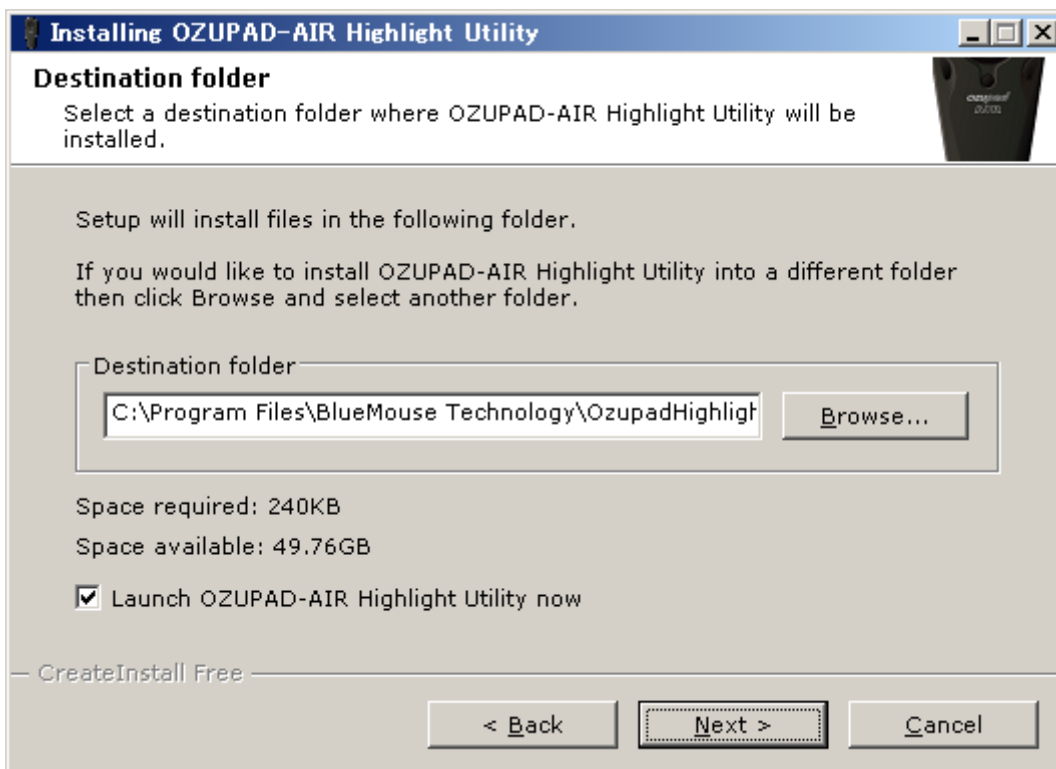 Installing OZUPAD-AIR Highlight Utility
Destination folder
Select a destination folder where OZUPAD-AIR Highlight Utility will be
installed.
ozupad
Setup will install files in the following folder.
If you would like to install OZUPAD-AIR Highlight Utility into a different folder
then click Browse and select another folder.
Destination folder
C:\Program Files\BlueMouse Technology\OzupadHighligh
Browse...
Space required: 240KB
Space available: 49.76GB
Launch OZUPAD-AIR Highlight Utility now
CreateInstall Free
< Back
Next >
Cancel